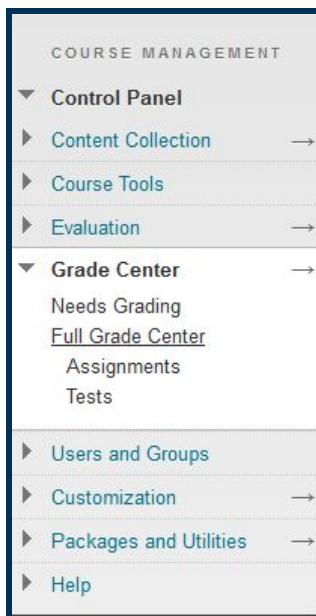 COURSE MANAGEMENT
Control Panel
Content Collection →
Course Tools
Evaluation →
Grade Center →
Needs Grading
Full Grade Center
Assignments
Tests
Users and Groups
Customization →
Packages and Utilities →
Help